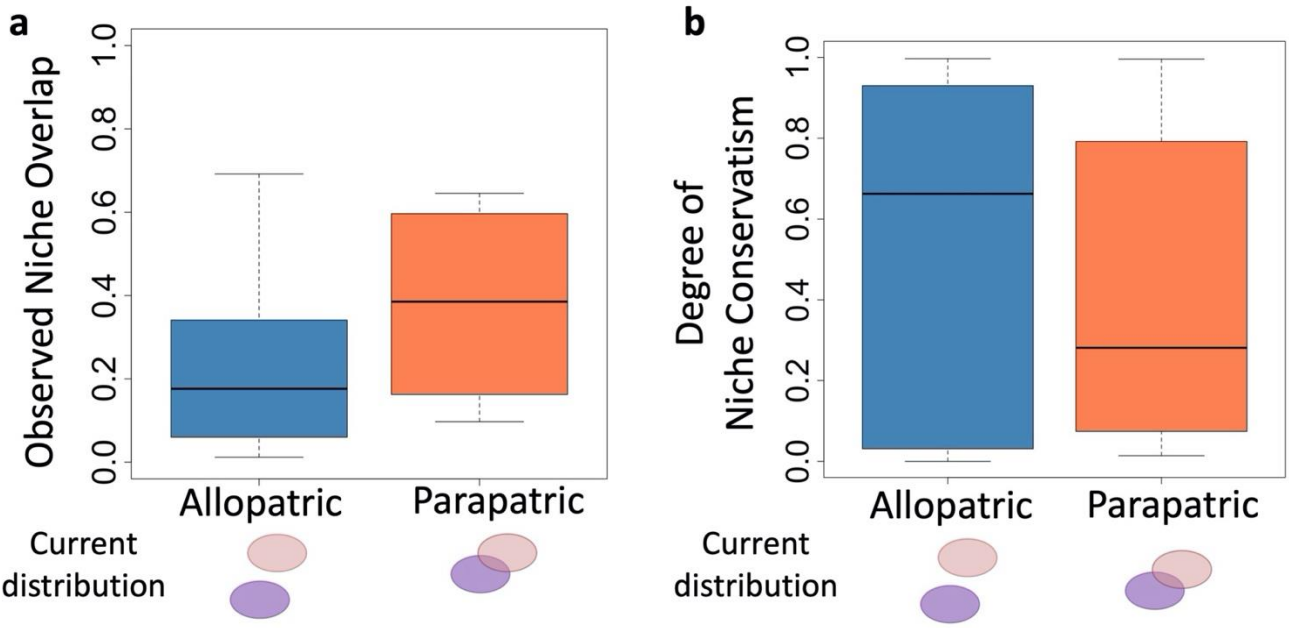 a
Observed Niche Overlap
1.0
0.8
0.6
0.4
0.2
0.0
Allopatric
Parapatric
Current
distribution
b
Degree of
Niche Conservatism
1.0
0.8
0.6
0.4
0.2
0.0
Allopatric
Parapatric
Current
distribution